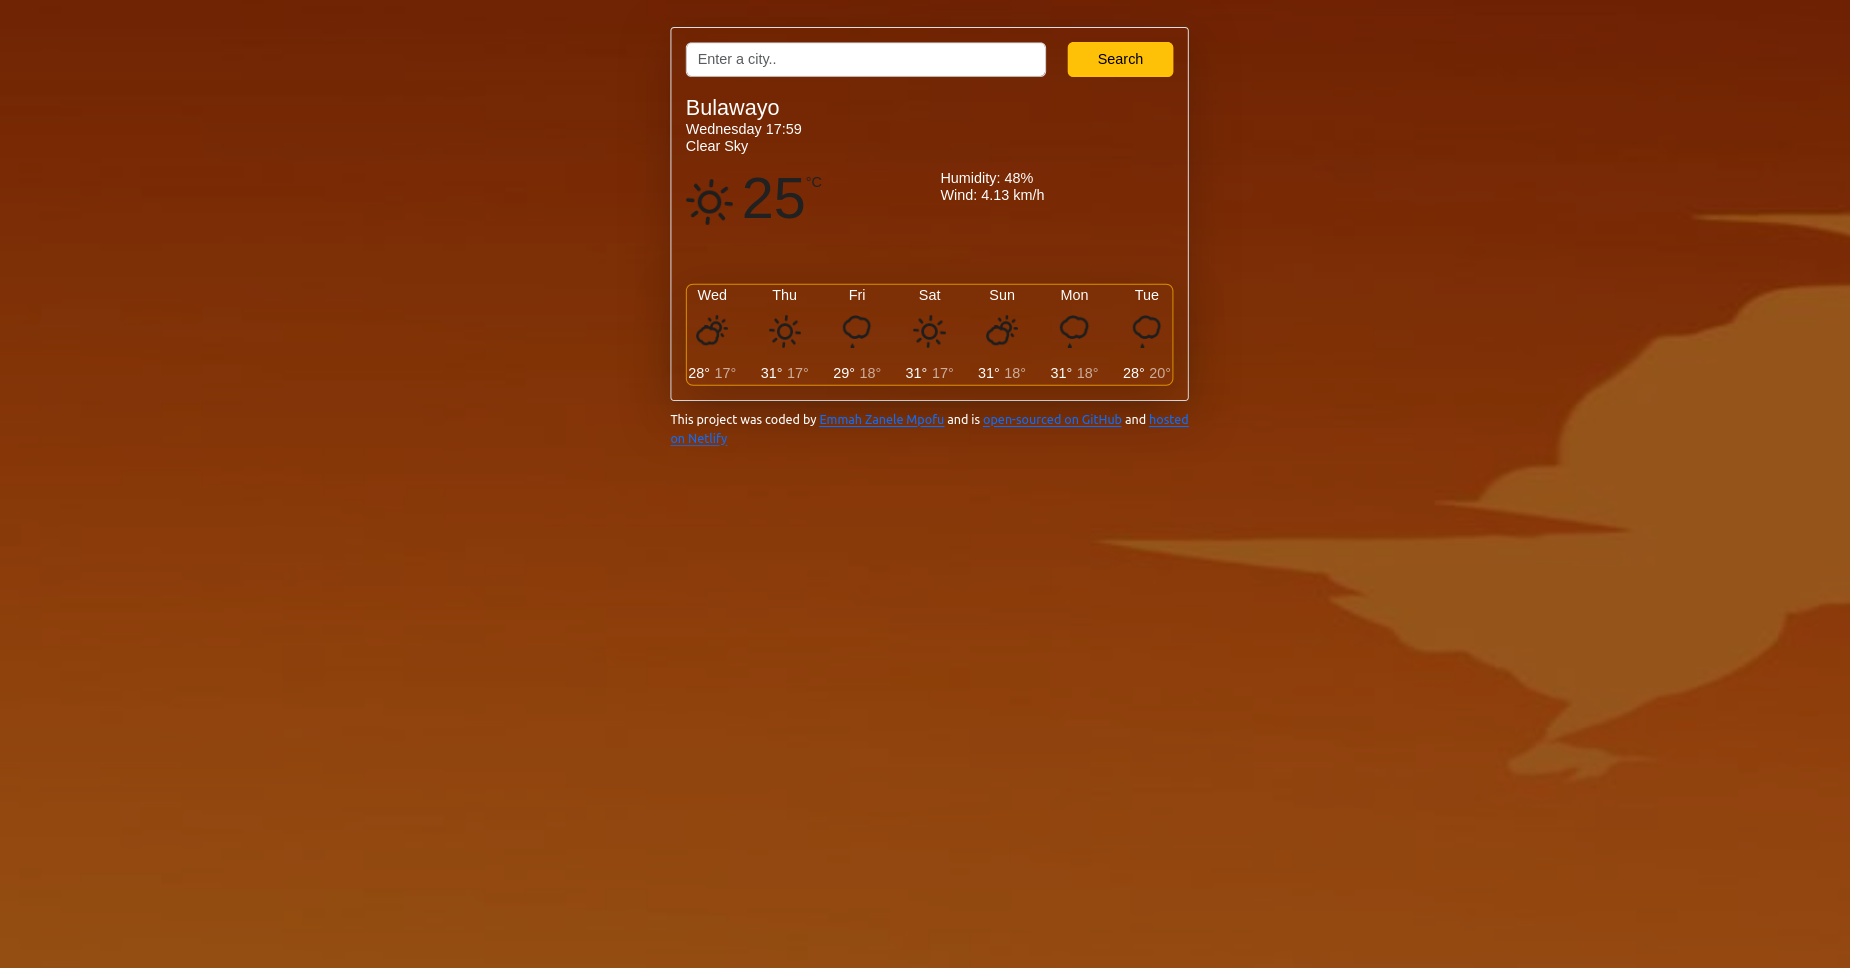 Enter a city.. Search
Bulawayo
Wednesday 17:59
Clear Sky
25 °C
Humidity: 48%
Wind: 4.13 km/h
Wed Thu Fri Sat Sun Mon Tue
28° 17° 31° 17° 29° 18° 31° 17° 31° 18° 31° 18° 28° 20°
This project was coded by Emmah Zanele Mpofu and is open-sourced on GitHub and hosted
on Netlify